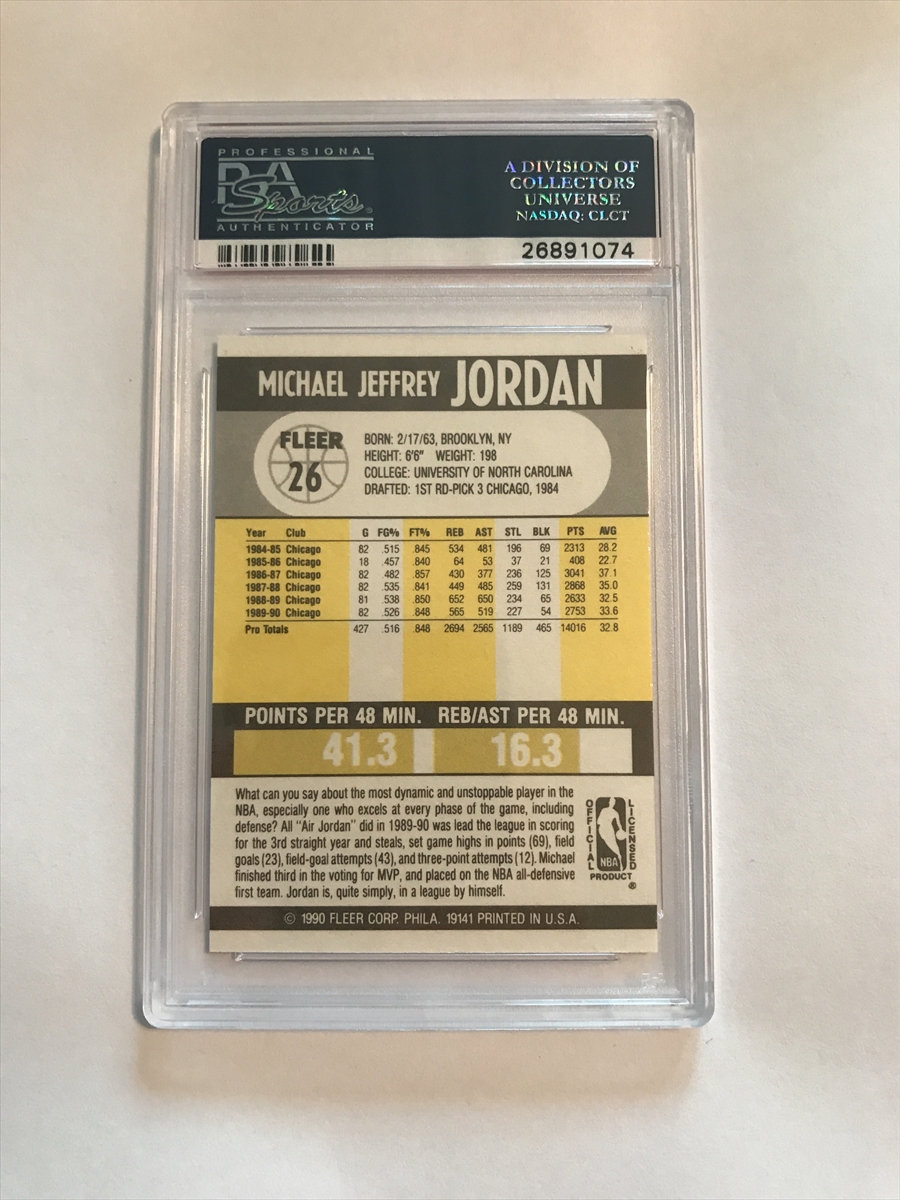 PROFESSIONAL
PSA
Sports
AUTHENTICATOR
A DIVISION OF
COLLECTORS
UNIVERSE
NASDAQ: CLCT
26891074
MICHAEL JEFFREY JORDAN
FLEER
26
BORN: 2/17/63, BROOKLYN, NY
HEIGHT: 6'6" WEIGHT: 198
COLLEGE: UNIVERSITY OF NORTH CAROLINA
DRAFTED: 1ST RD-PICK 3 CHICAGO, 1984
Year Club G FG% FT% REB AST STL BLK PTS AVG
1984-85 Chicago 82 .515 .845 534 481 196 69 2313 28.2
1985-86 Chicago 18 .457 .840 64 53 37 21 408 22.7
1986-87 Chicago 82 .482 .857 430 377 236 125 3041 37.1
1987-88 Chicago 82 .535 .841 449 485 259 131 2868 35.0
1988-89 Chicago 81 .538 .850 652 650 234 65 2633 32.5
1989-90 Chicago 82 .526 .848 565 519 227 54 2753 33.6
Pro Totals 427 .516 .848 2694 2565 1189 465 14016 32.8
POINTS PER 48 MIN. REB/AST PER 48 MIN.
41.3 16.3
What can you say about the most dynamic and unstoppable player in the
NBA, especially one who excels at every phase of the game, including
defense? All "Air Jordan" did in 1989-90 was lead the league in scoring
for the 3rd straight year and steals, set game highs in points (69), field
goals (23), field-goal attempts (43), and three-point attempts (12). Michael
finished third in the voting for MVP, and placed on the NBA all-defensive
first team. Jordan is, quite simply, in a league by himself.
OFFICIAL
NBA
LICENSED
PRODUCT
®
© 1990 FLEER CORP. PHILA. 19141 PRINTED IN U.S.A.